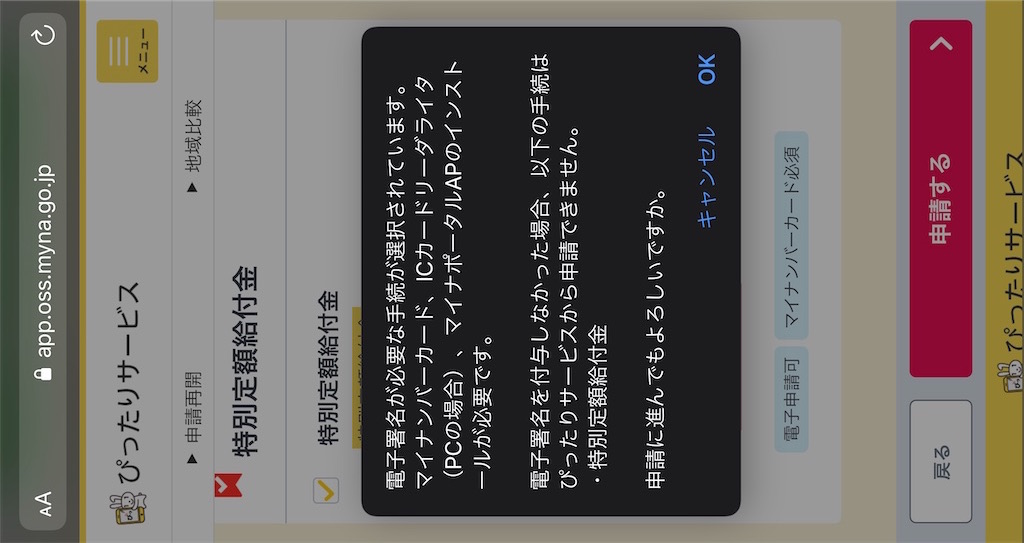 AA app.oss.myna.go.jp
ぴったりサービス
メニュー
▶ 申請再開 ▶ 地域比較
特別定額給付金
特別定額給付金
電子署名が必要な手続が選択されています。
マイナンバーカード、ICカードリーダライタ
(PCの場合)、マイナポータルAPのインスト
ールが必要です。
電子署名を付与しなかった場合、以下の手続は
ぴったりサービスから申請できません。
・特別定額給付金
申請に進んでもよろしいですか。
キャンセル OK
電子申請可 マイナンバーカード必須
戻る 申請する
ぴったりサービス